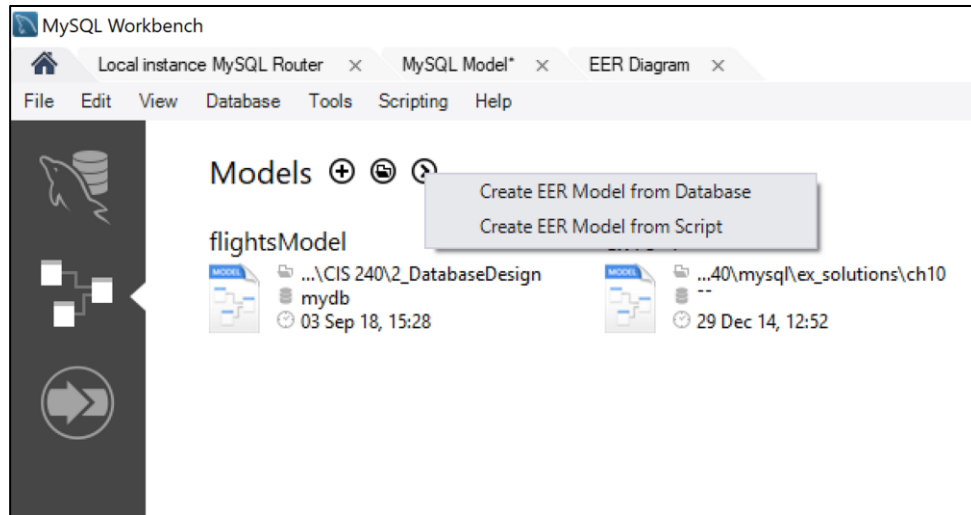 MySQL Workbench
Local instance MySQL Router × MySQL Model* × EER Diagram ×
File Edit View Database Tools Scripting Help
Models
Create EER Model from Database
Create EER Model from Script
flightsModel
MODEL ...\CIS 240\2_DatabaseDesign
mydb
03 Sep 18, 15:28
MODEL ...40\mysql\ex_solutions\ch10
--
29 Dec 14, 12:52